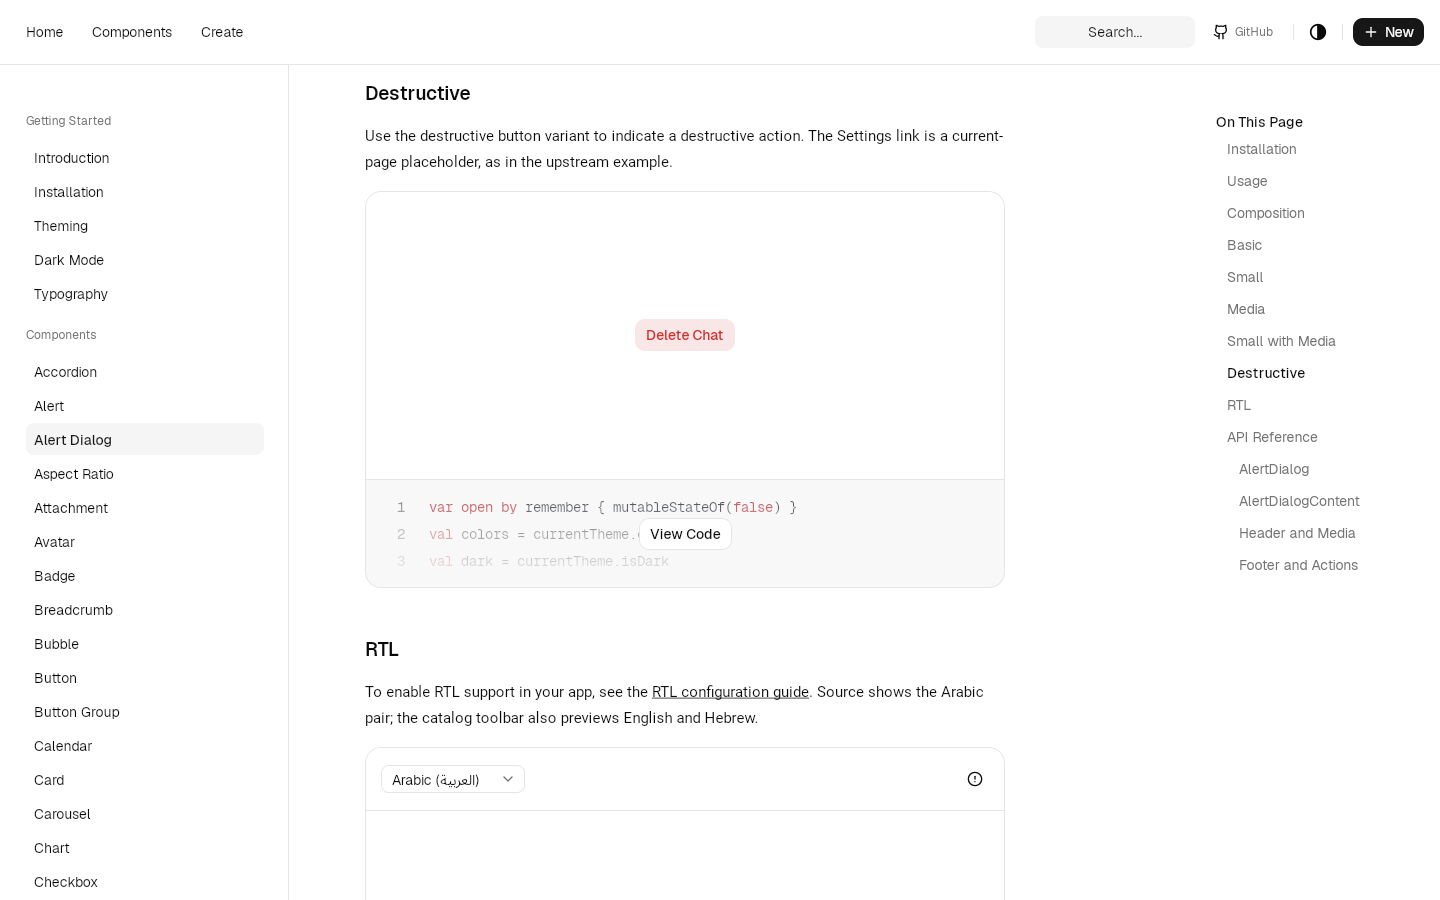 Home
Components
Create
Search...
GitHub
New
Getting Started
Introduction
Installation
Theming
Dark Mode
Typography
Components
Accordion
Alert
Alert Dialog
Aspect Ratio
Attachment
Avatar
Badge
Breadcrumb
Bubble
Button
Button Group
Calendar
Card
Carousel
Chart
Checkbox
Destructive
Use the destructive button variant to indicate a destructive action. The Settings link is a current-
page placeholder, as in the upstream example.
Delete Chat
1 var open by remember { mutableStateOf(false) }
2 val colors = currentTheme.
View Code
3 val dark = currentTheme.isDark
RTL
To enable RTL support in your app, see the RTL configuration guide. Source shows the Arabic
pair; the catalog toolbar also previews English and Hebrew.
Arabic (العربية)
On This Page
Installation
Usage
Composition
Basic
Small
Media
Small with Media
Destructive
RTL
API Reference
AlertDialog
AlertDialogContent
Header and Media
Footer and Actions